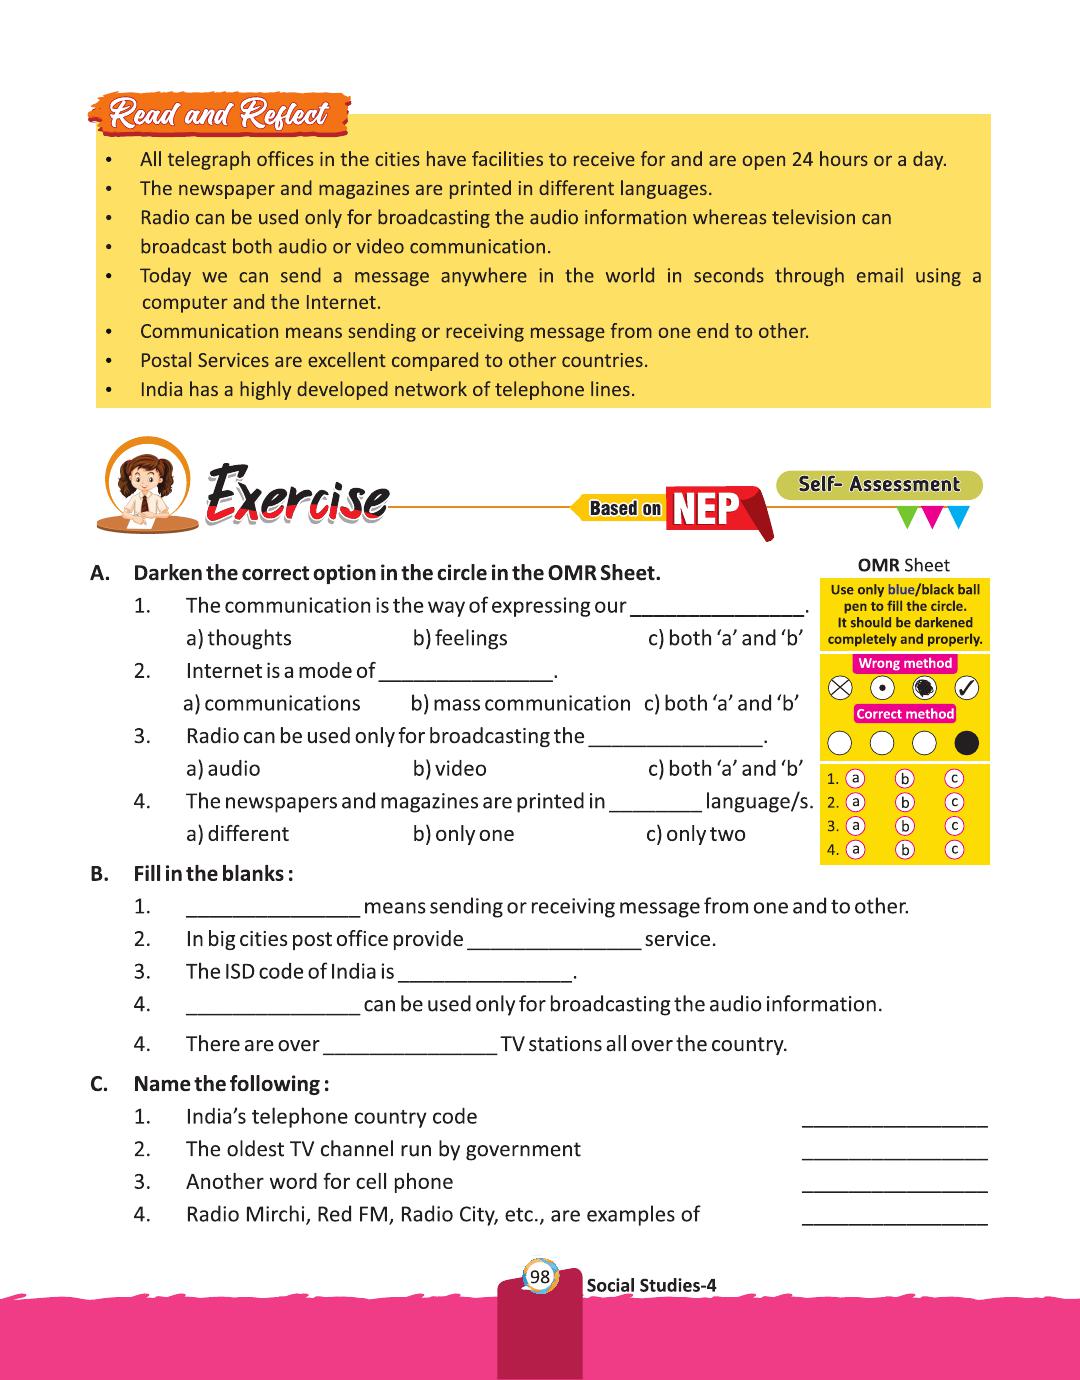 Read and Reflect
• All telegraph offices in the cities have facilities to receive for and are open 24 hours or a day.
• The newspaper and magazines are printed in different languages.
• Radio can be used only for broadcasting the audio information whereas television can
• broadcast both audio or video communication.
• Today we can send a message anywhere in the world in seconds through email using a
computer and the Internet.
• Communication means sending or receiving message from one end to other.
• Postal Services are excellent compared to other countries.
• India has a highly developed network of telephone lines.
Exercise
Based on NEP
Self- Assessment
A. Darken the correct option in the circle in the OMR Sheet.
1. The communication is the way of expressing our _______________.
a) thoughts b) feelings c) both ‘a’ and ‘b’
2. Internet is a mode of _______________.
a) communications b) mass communication c) both ‘a’ and ‘b’
3. Radio can be used only for broadcasting the _______________.
a) audio b) video c) both ‘a’ and ‘b’
4. The newspapers and magazines are printed in ________ language/s.
a) different b) only one c) only two
OMR Sheet
Use only blue/black ball
pen to fill the circle.
It should be darkened
completely and properly.
Wrong method
Correct method
1. a b c
2. a b c
3. a b c
4. a b c
B. Fill in the blanks :
1. _______________ means sending or receiving message from one and to other.
2. In big cities post office provide _______________ service.
3. The ISD code of India is _______________.
4. _______________ can be used only for broadcasting the audio information.
4. There are over _______________ TV stations all over the country.
C. Name the following :
1. India’s telephone country code ________________
2. The oldest TV channel run by government ________________
3. Another word for cell phone ________________
4. Radio Mirchi, Red FM, Radio City, etc., are examples of ________________
98
Social Studies-4